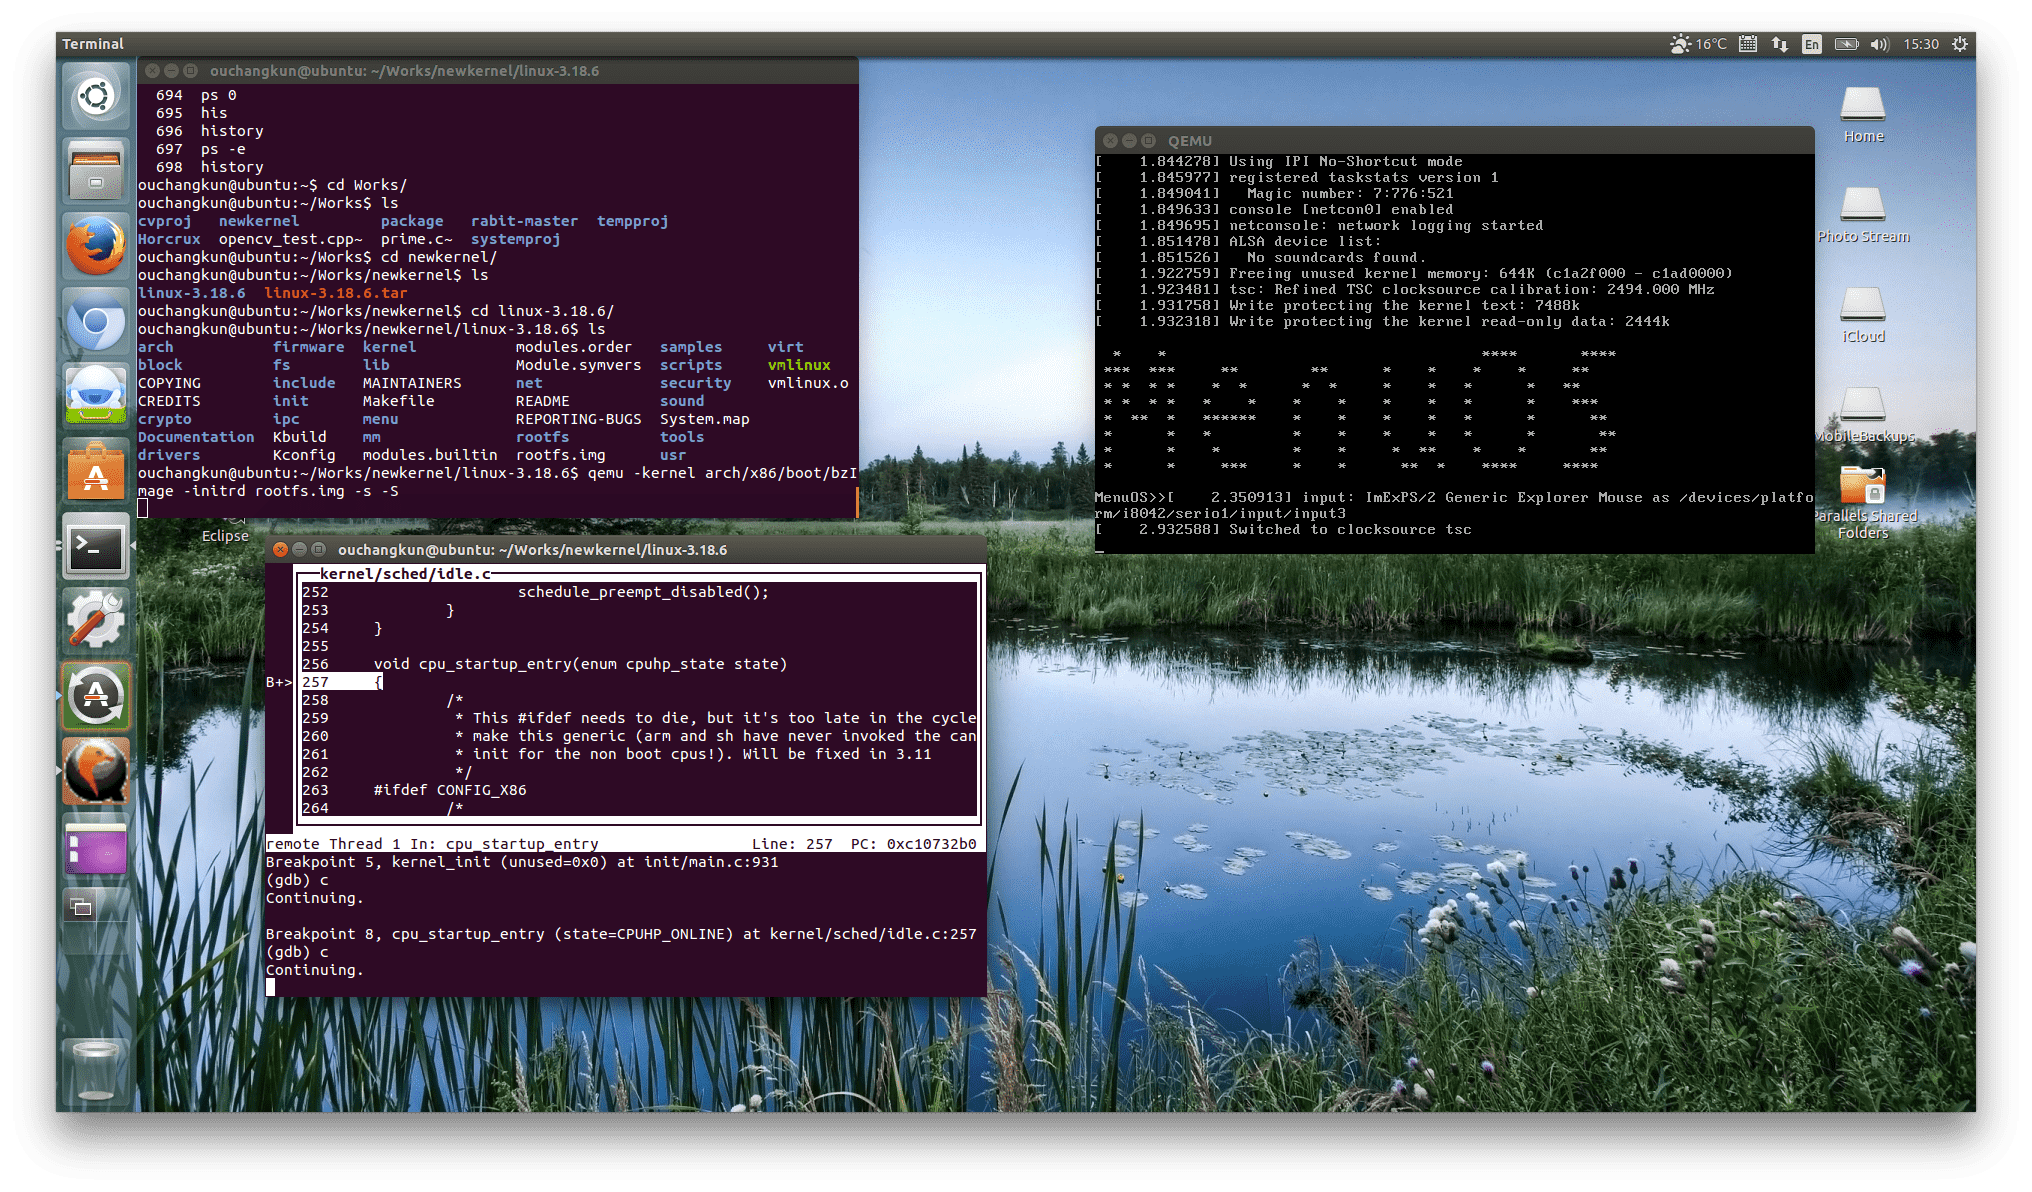 Terminal
16°C En 15:30
ouchangkun@ubuntu: ~/Works/newkernel/linux-3.18.6
694 ps 0
695 his
696 history
697 ps -e
698 history
ouchangkun@ubuntu:~$ cd Works/
ouchangkun@ubuntu:~/Works$ ls
cvproj newkernel package rabit-master tempproj
Horcrux opencv_test.cpp~ prime.c~ systemproj
ouchangkun@ubuntu:~/Works$ cd newkernel/
ouchangkun@ubuntu:~/Works/newkernel$ ls
linux-3.18.6 linux-3.18.6.tar
ouchangkun@ubuntu:~/Works/newkernel$ cd linux-3.18.6/
ouchangkun@ubuntu:~/Works/newkernel/linux-3.18.6$ ls
arch firmware kernel modules.order samples virt
block fs lib Module.symvers scripts vmlinux
COPYING include MAINTAINERS net security vmlinux.o
CREDITS init Makefile README sound
crypto ipc menu REPORTING-BUGS System.map
Documentation Kbuild mm rootfs tools
drivers Kconfig modules.builtin rootfs.img usr
ouchangkun@ubuntu:~/Works/newkernel/linux-3.18.6$ qemu -kernel arch/x86/boot/bzI
mage -initrd rootfs.img -s -S
Eclipse
ouchangkun@ubuntu: ~/Works/newkernel/linux-3.18.6
kernel/sched/idle.c
252 schedule_preempt_disabled();
253 }
254 }
255
256 void cpu_startup_entry(enum cpuhp_state state)
B+> 257 {
258 /*
259 * This #ifdef needs to die, but it's too late in the cycle
260 * make this generic (arm and sh have never invoked the can
261 * init for the non boot cpus!). Will be fixed in 3.11
262 */
263 #ifdef CONFIG_X86
264 /*
remote Thread 1 In: cpu_startup_entry Line: 257 PC: 0xc10732b0
Breakpoint 5, kernel_init (unused=0x0) at init/main.c:931
(gdb) c
Continuing.
Breakpoint 8, cpu_startup_entry (state=CPUHP_ONLINE) at kernel/sched/idle.c:257
(gdb) c
Continuing.
QEMU
[ 1.844278] Using IPI No-Shortcut mode
[ 1.845977] registered taskstats version 1
[ 1.849041] Magic number: 7:776:521
[ 1.849633] console [netcon0] enabled
[ 1.849695] netconsole: network logging started
[ 1.851478] ALSA device list:
[ 1.851526] No soundcards found.
[ 1.922759] Freeing unused kernel memory: 644K (c1a2f000 - c1ad0000)
[ 1.923481] tsc: Refined TSC clocksource calibration: 2494.000 MHz
[ 1.931758] Write protecting the kernel text: 7488k
[ 1.932318] Write protecting the kernel read-only data: 2444k
MenuOS
MenuOS>>[ 2.350913] input: ImExPS/2 Generic Explorer Mouse as /devices/platfo
rm/i8042/serio1/input/input3
[ 2.932588] Switched to clocksource tsc
Home
Photo Stream
iCloud
MobileBackups
Parallels Shared
Folders